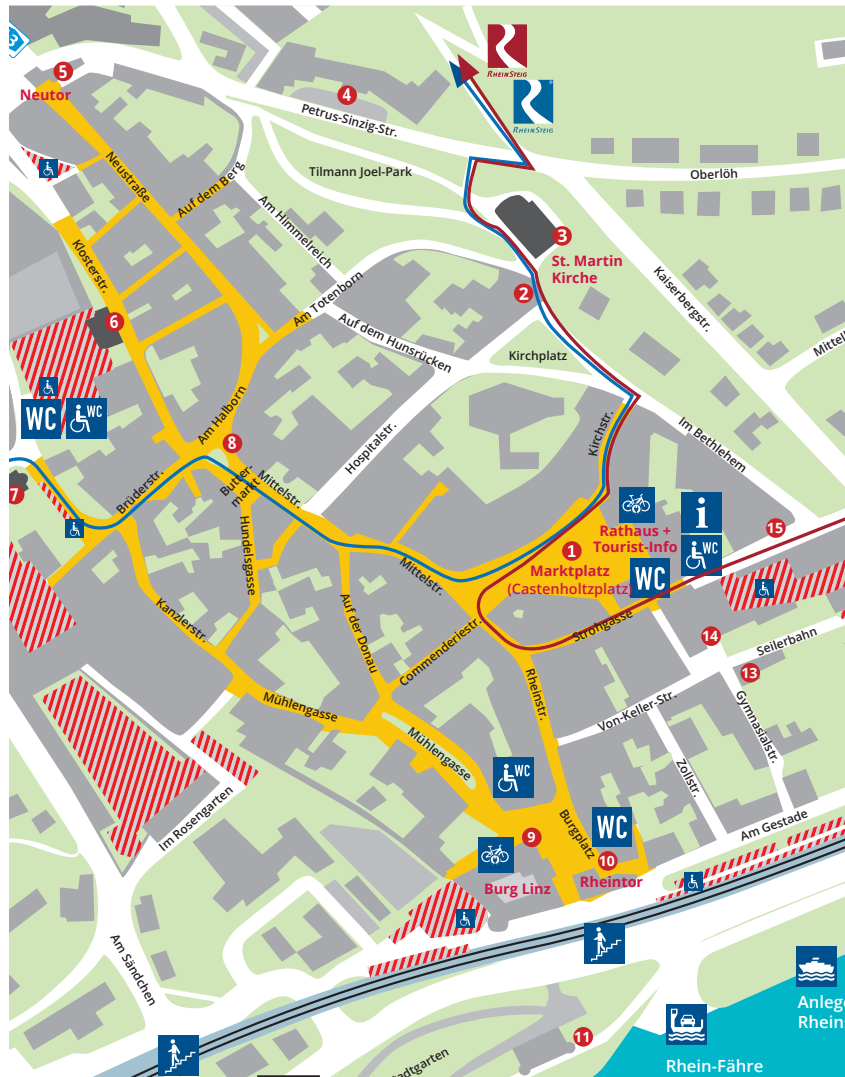 3
RHEINSTEIG
RHEINSTEIG
5
Neutor
4
Petrus-Sinzig-Str.
Tilmann Joel-Park
Oberlöh
Neustraße
Auf dem Berg
Am Himmelreich
3
St. Martin
Kirche
2
Klosterstr.
Am Totenborn
Kaiserbergstr.
6
Auf dem Hunsrücken
Kirchplatz
WC
WC
Am Halborn
8
Hospitalstr.
Kirchstr.
Im Bethlehem
7
Brüderstr.
Butter-
markt
Mittelstr.
Hundelsgasse
i
15
Rathaus +
Tourist-Info
1
Marktplatz
(Castenholtzplatz)
WC
WC
Mittelstr.
Auf der Donau
Kanzlerstr.
Commenderiestr.
Strohgasse
14
Seilerbahn
13
Rheinstr.
Von-Keller-Str.
Gymnasialstr.
Mühlengasse
Mühlengasse
Zollstr.
WC
Im Rosengarten
Burgplatz
WC
Am Gestade
9
10
Burg Linz
Rheintor
Am Sändchen
11
Rhein-Fähre